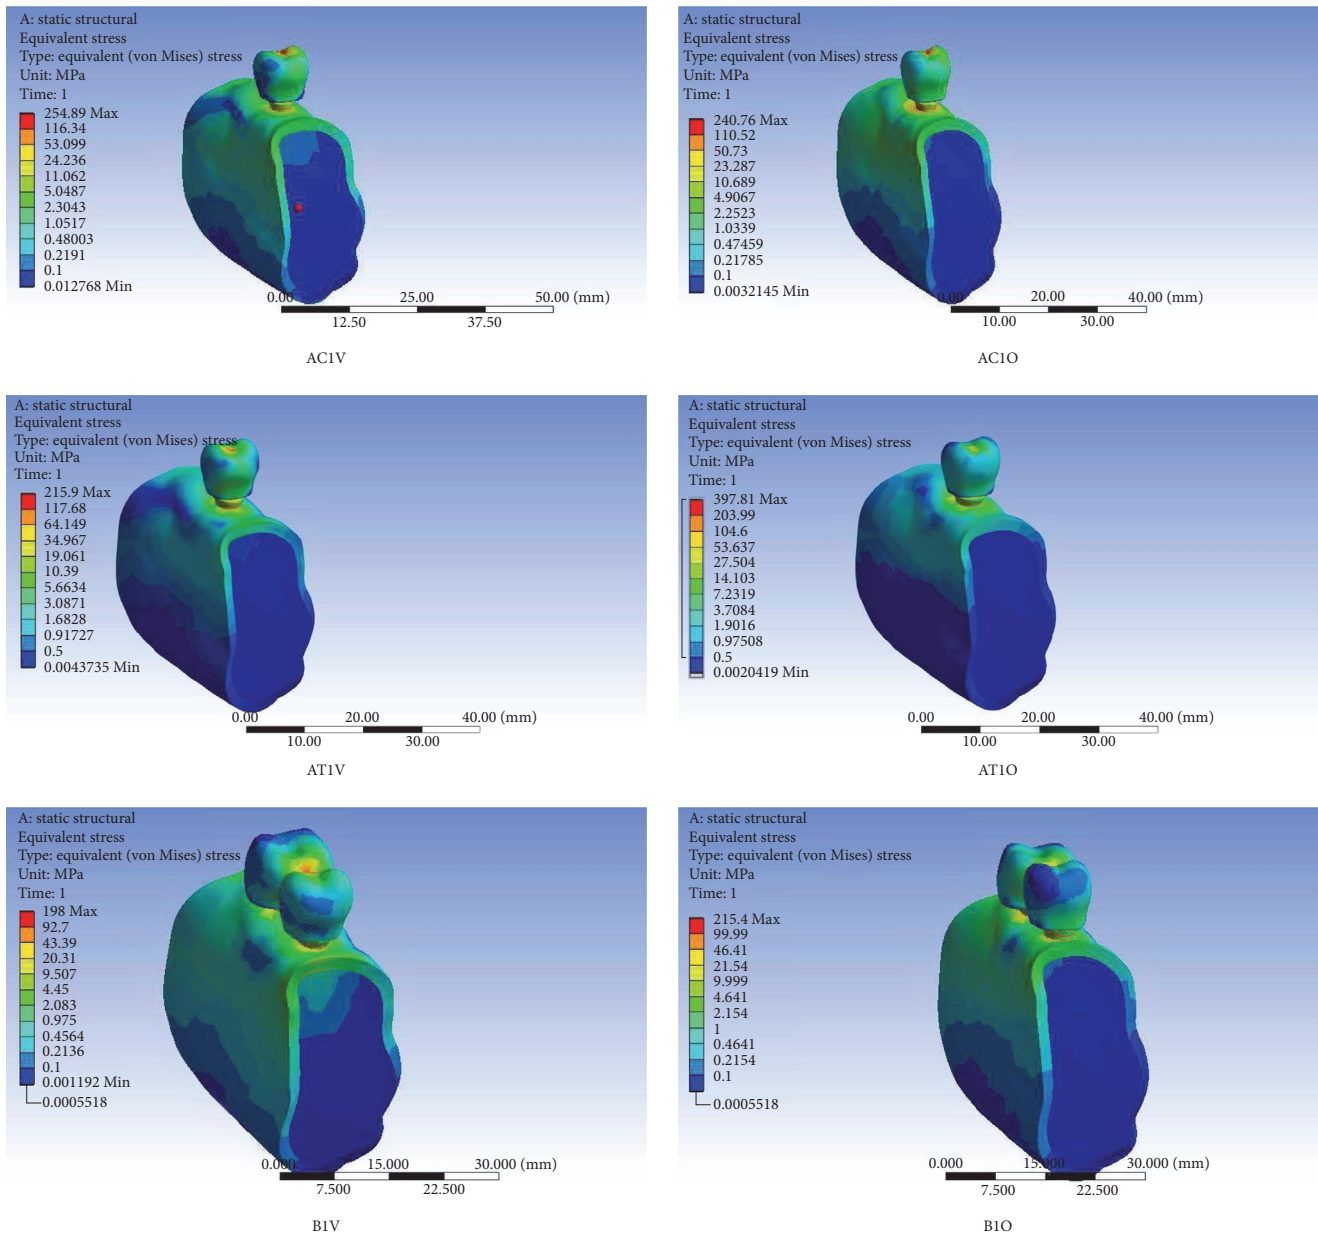 A: static structural
Equivalent stress
Type: equivalent (von Mises) stress
Unit: MPa
Time: 1
254.89 Max
116.34
53.099
24.236
11.062
5.0487
2.3043
1.0517
0.48003
0.2191
0.1
0.012768 Min
0.00 25.00 50.00 (mm)
12.50 37.50
AC1V
A: static structural
Equivalent stress
Type: equivalent (von Mises) stress
Unit: MPa
Time: 1
240.76 Max
110.52
50.73
23.287
10.689
4.9067
2.2523
1.0339
0.47459
0.21785
0.1
0.0032145 Min
0.00 20.00 40.00 (mm)
10.00 30.00
AC1O
A: static structural
Equivalent stress
Type: equivalent (von Mises) stress
Unit: MPa
Time: 1
215.9 Max
117.68
64.149
34.967
19.061
10.39
5.6634
3.0871
1.6828
0.91727
0.5
0.0043735 Min
0.00 20.00 40.00 (mm)
10.00 30.00
AT1V
A: static structural
Equivalent stress
Type: equivalent (von Mises) stress
Unit: MPa
Time: 1
397.81 Max
203.99
104.6
53.637
27.504
14.103
7.2319
3.7084
1.9016
0.97508
0.5
0.0020419 Min
0.00 20.00 40.00 (mm)
10.00 30.00
AT1O
A: static structural
Equivalent stress
Type: equivalent (von Mises) stress
Unit: MPa
Time: 1
198 Max
92.7
43.39
20.31
9.507
4.45
2.083
0.975
0.4564
0.2136
0.1
0.001192 Min
0.0005518
0.000 15.000 30.000 (mm)
7.500 22.500
B1V
A: static structural
Equivalent stress
Type: equivalent (von Mises) stress
Unit: MPa
Time: 1
215.4 Max
99.99
46.41
21.54
9.999
4.641
2.154
1
0.4641
0.2154
0.1
0.0005518
0.000 15.000 30.000 (mm)
7.500 22.500
B1O